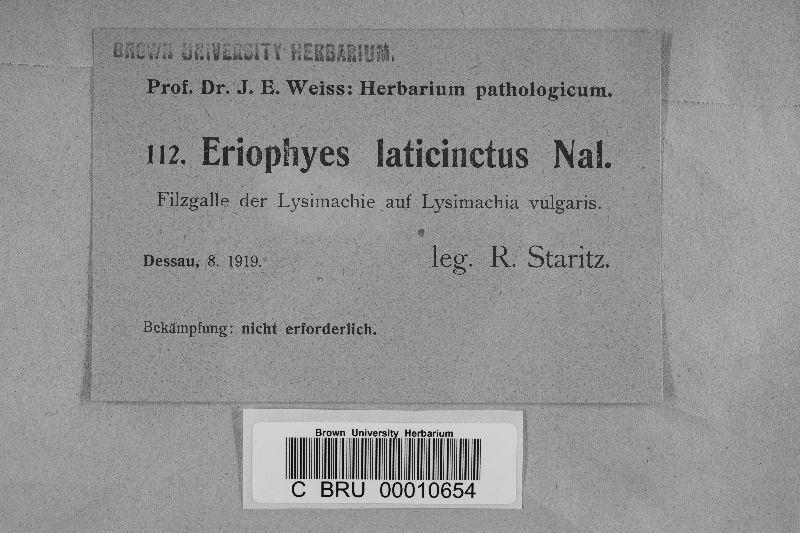 BROWN UNIVERSITY HERBARIUM.
Prof. Dr. J. E. Weiss: Herbarium pathologicum.
112. Eriophyes laticinctus Nal.
Filzgalle der Lysimachie auf Lysimachia vulgaris.
Dessau, 8. 1919. leg. R. Staritz.
Bekämpfung: nicht erforderlich.
Brown University Herbarium
C BRU 00010654